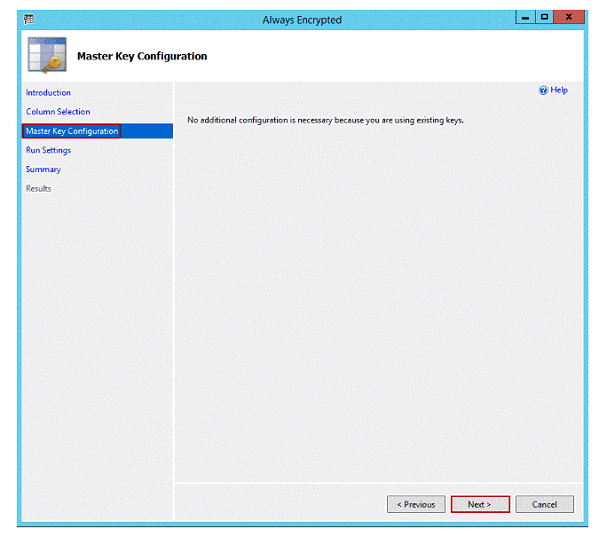 Always Encrypted
Master Key Configuration
Introduction
Column Selection
Master Key Configuration
Run Settings
Summary
Results
Help
No additional configuration is necessary because you are using existing keys.
< Previous
Next >
Cancel